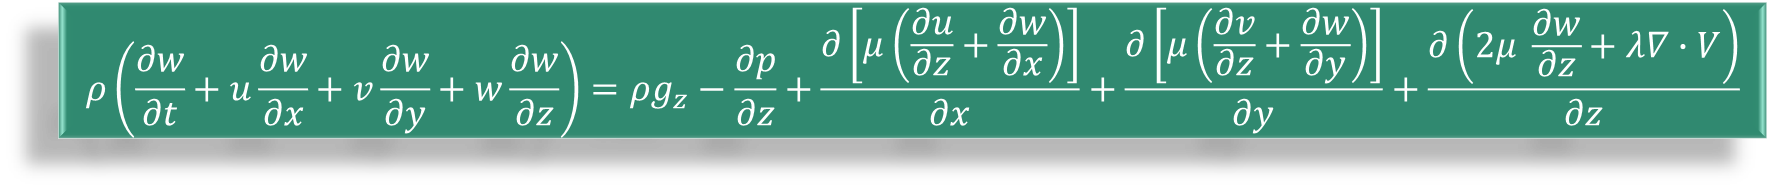 ρ(∂w/∂t + u ∂w/∂x + v ∂w/∂y + w ∂w/∂z) = ρg_z − ∂p/∂z + ∂[μ(∂u/∂z + ∂w/∂x)]/∂x + ∂[μ(∂v/∂z + ∂w/∂y)]/∂y + ∂(2μ ∂w/∂z + λ∇ · V)/∂z